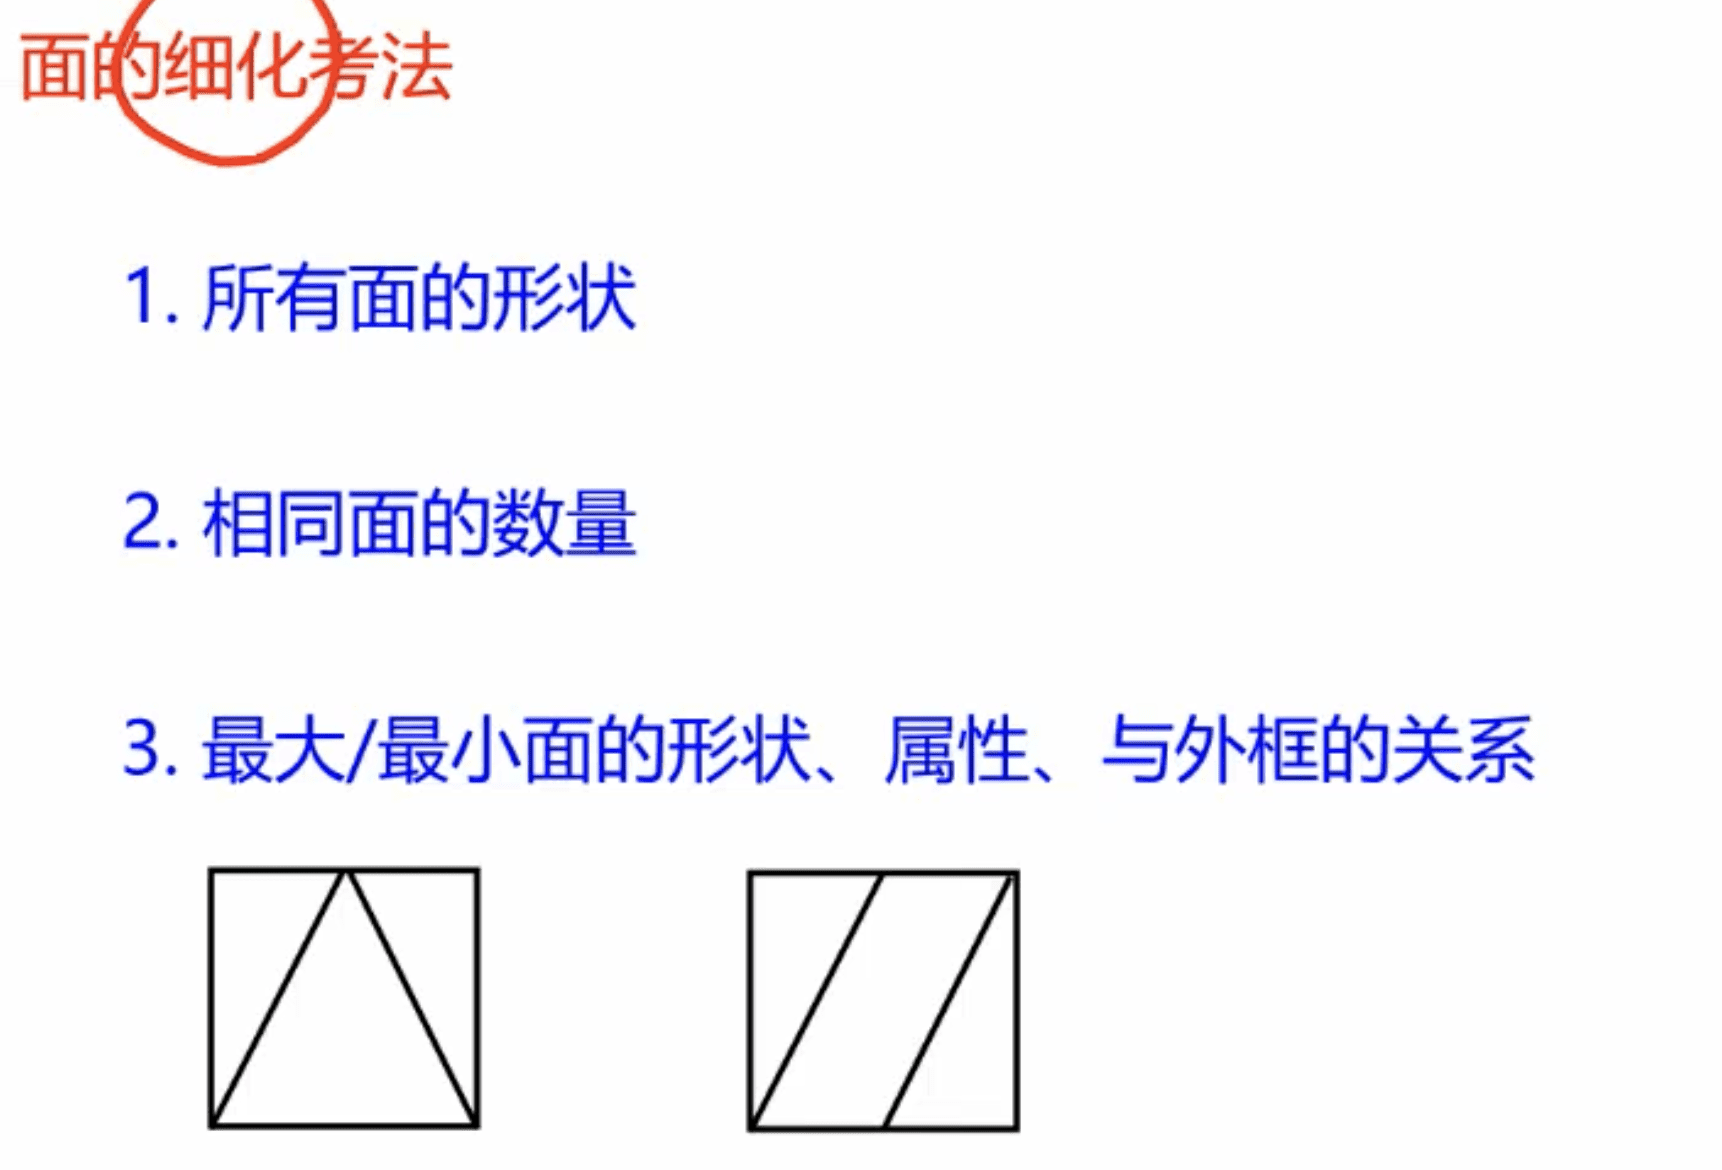 面的细化考法
1. 所有面的形状
2. 相同面的数量
3. 最大/最小面的形状、属性、与外框的关系